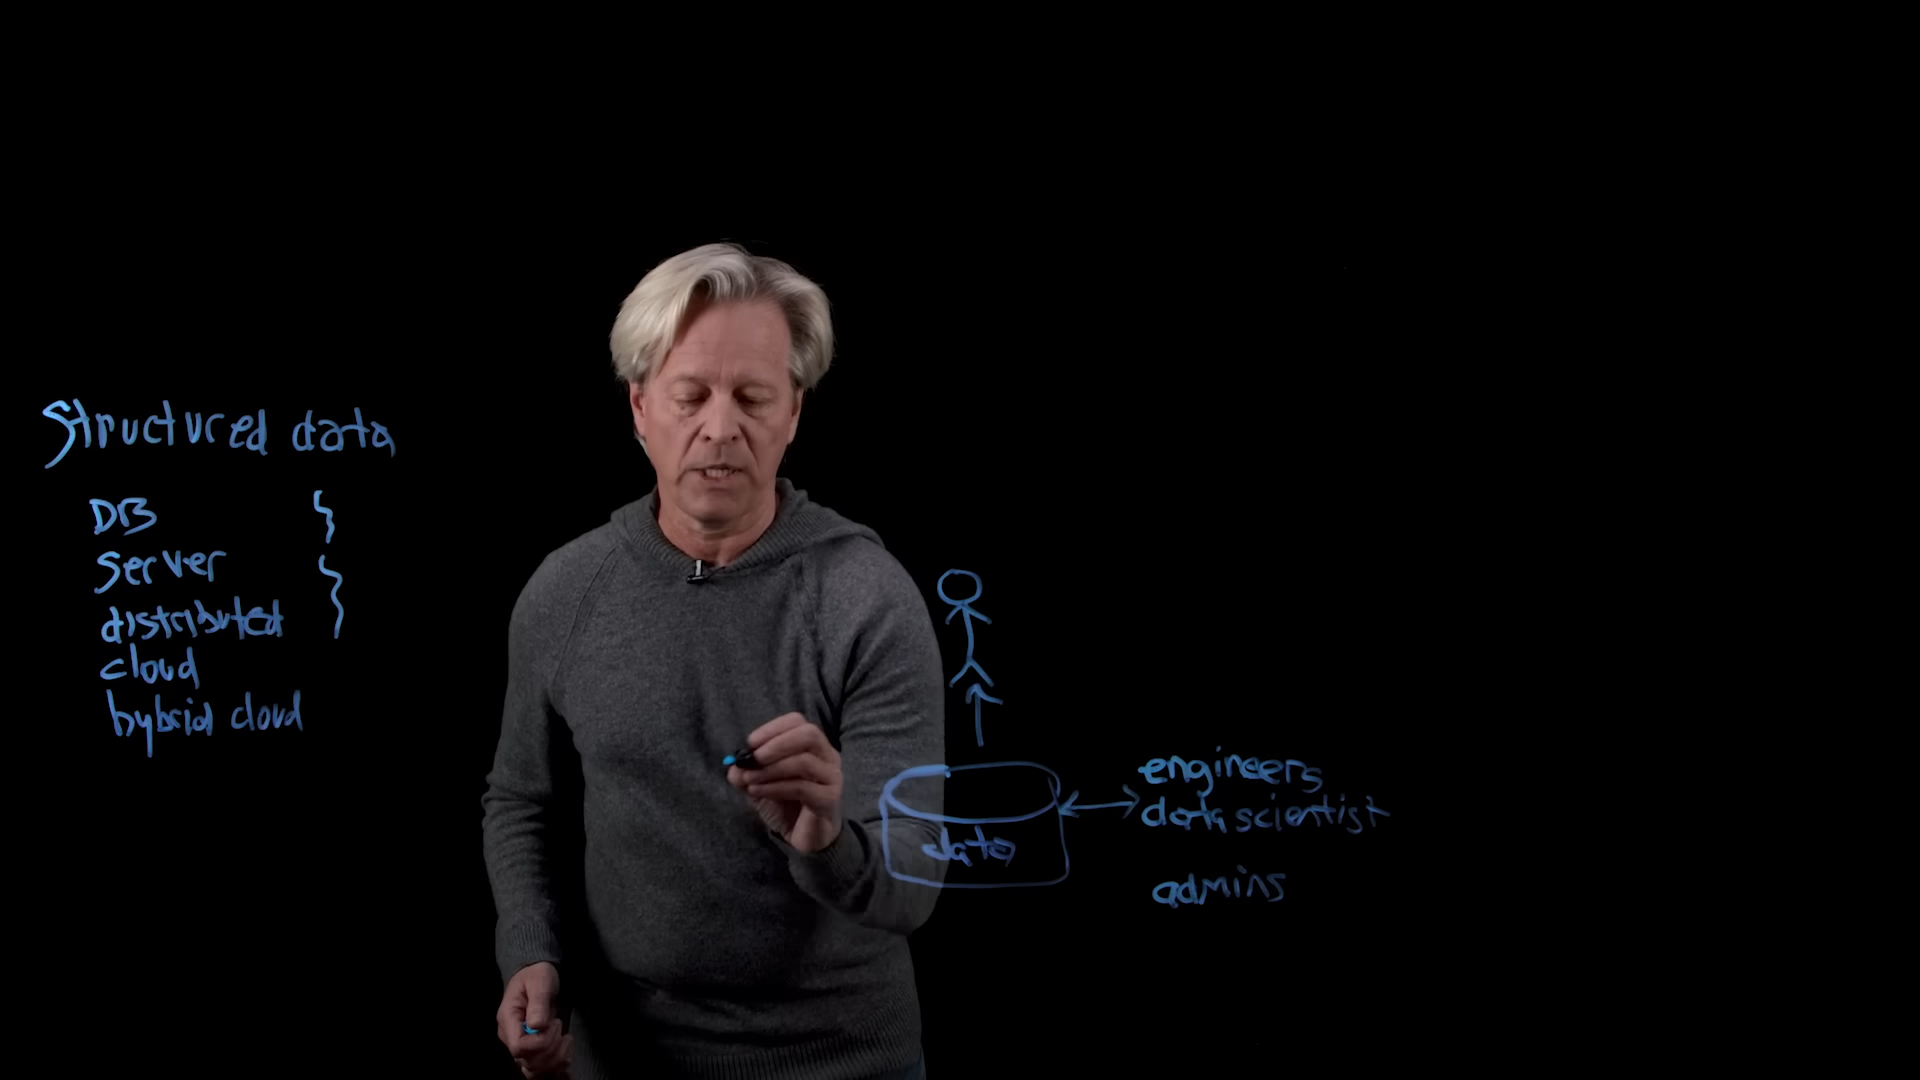 Structured data
DB
Server
distributed
cloud
hybrid cloud
data
engineers
data scientist
admins